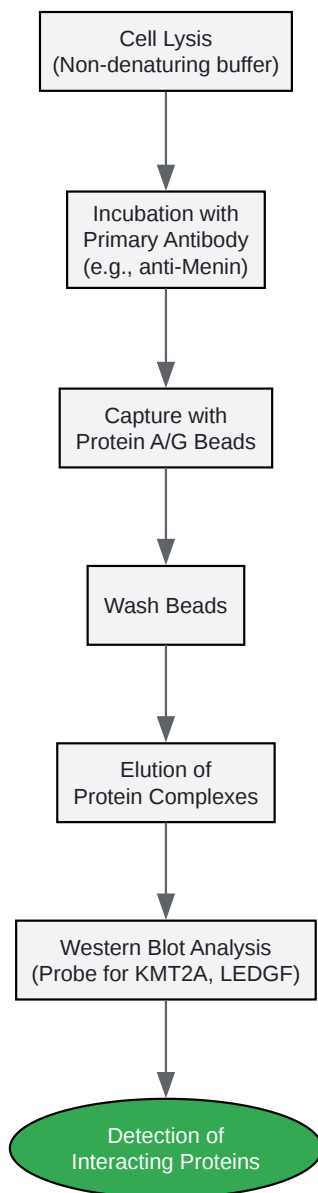 Cell Lysis
(Non-denaturing buffer)
Incubation with
Primary Antibody
(e.g., anti-Menin)
Capture with
Protein A/G Beads
Wash Beads
Elution of
Protein Complexes
Western Blot Analysis
(Probe for KMT2A, LEDGF)
Detection of
Interacting Proteins